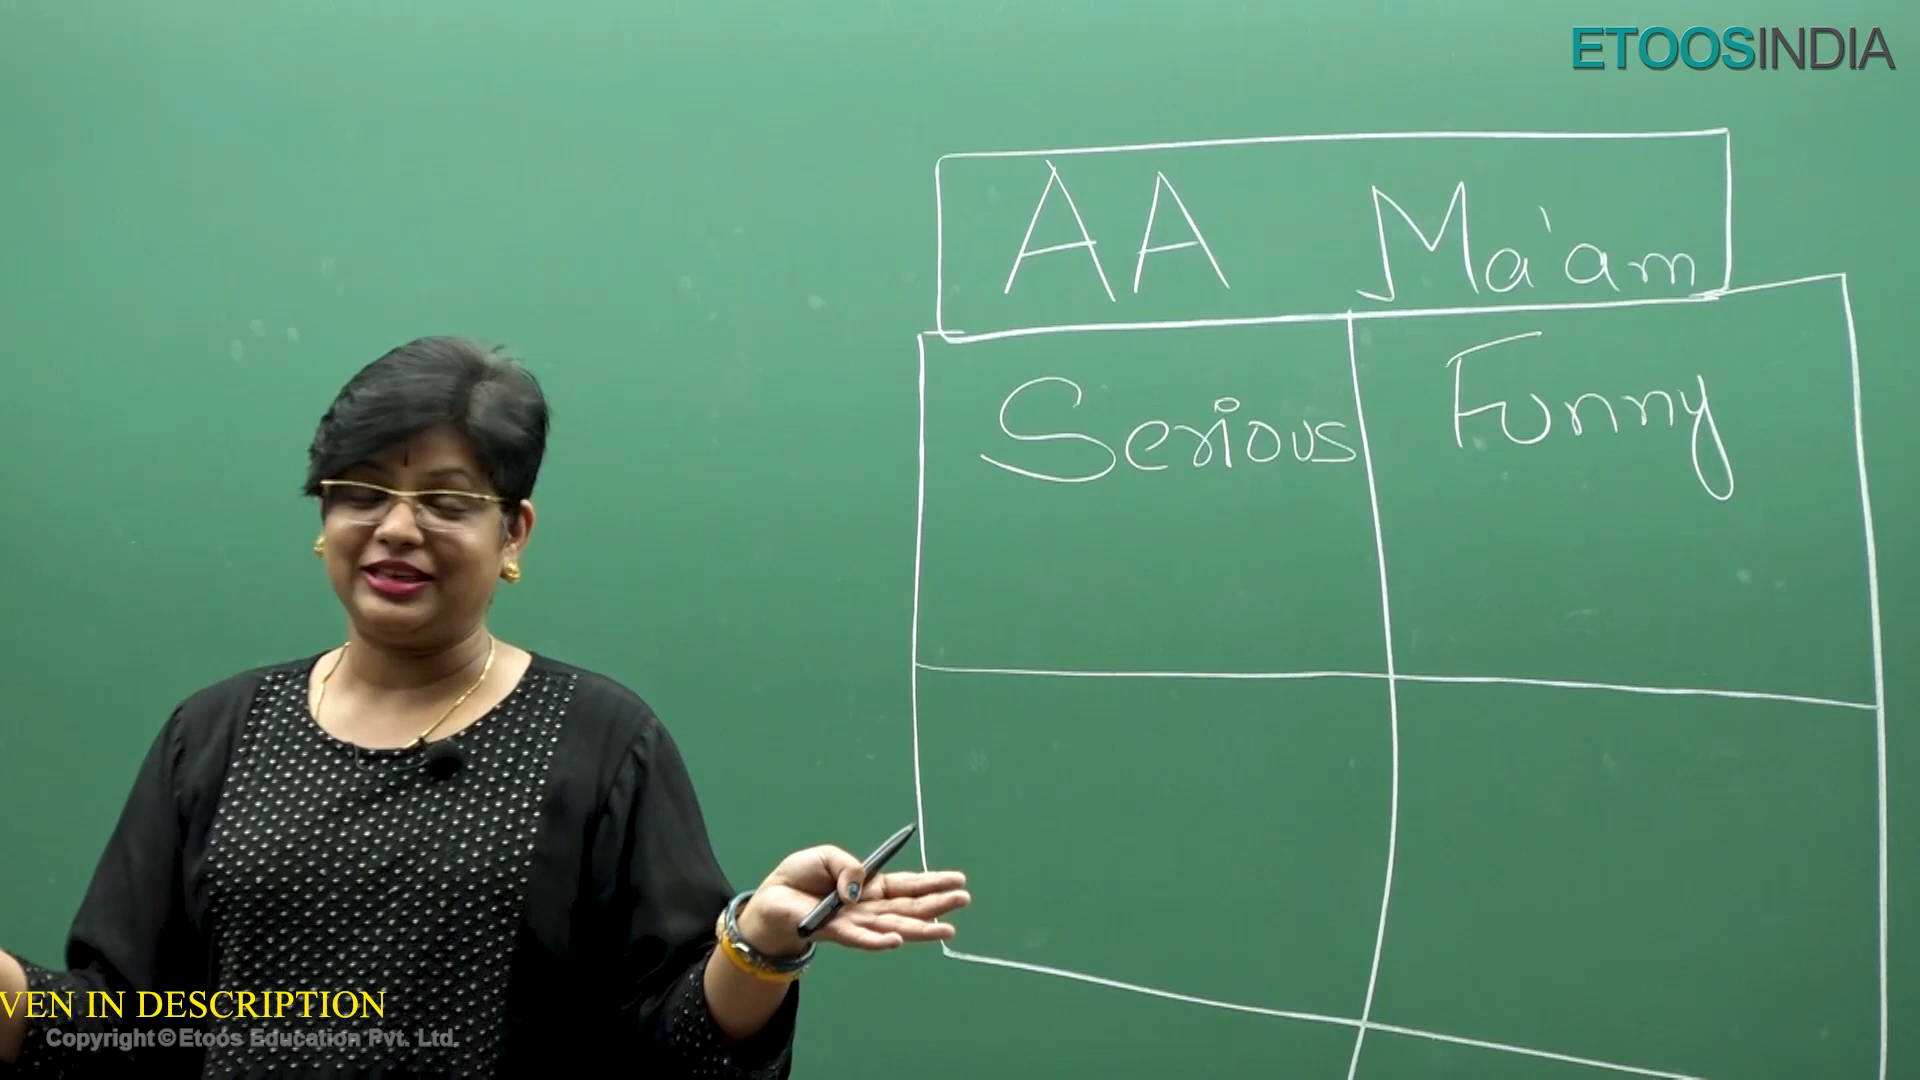 ETOOSINDIA
AA Ma'am
Serious Funny
VEN IN DESCRIPTION
Copyright © Etoos Education Pvt. Ltd.